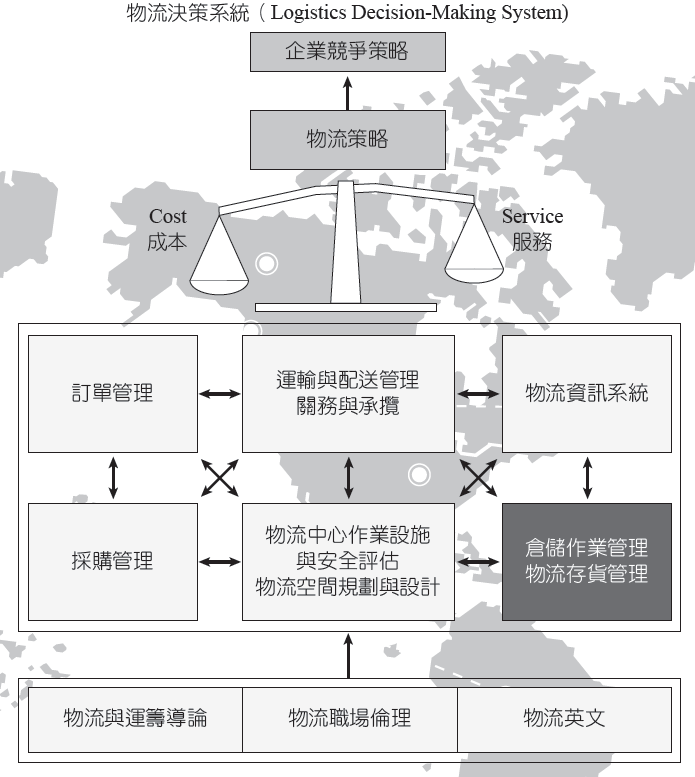 物流決策系統（Logistics Decision-Making System)
企業競爭策略
物流策略
Cost
成本
Service
服務
訂單管理
運輸與配送管理
關務與承攬
物流資訊系統
採購管理
物流中心作業設施
與安全評估
物流空間規劃與設計
倉儲作業管理
物流存貨管理
物流與運籌導論
物流職場倫理
物流英文